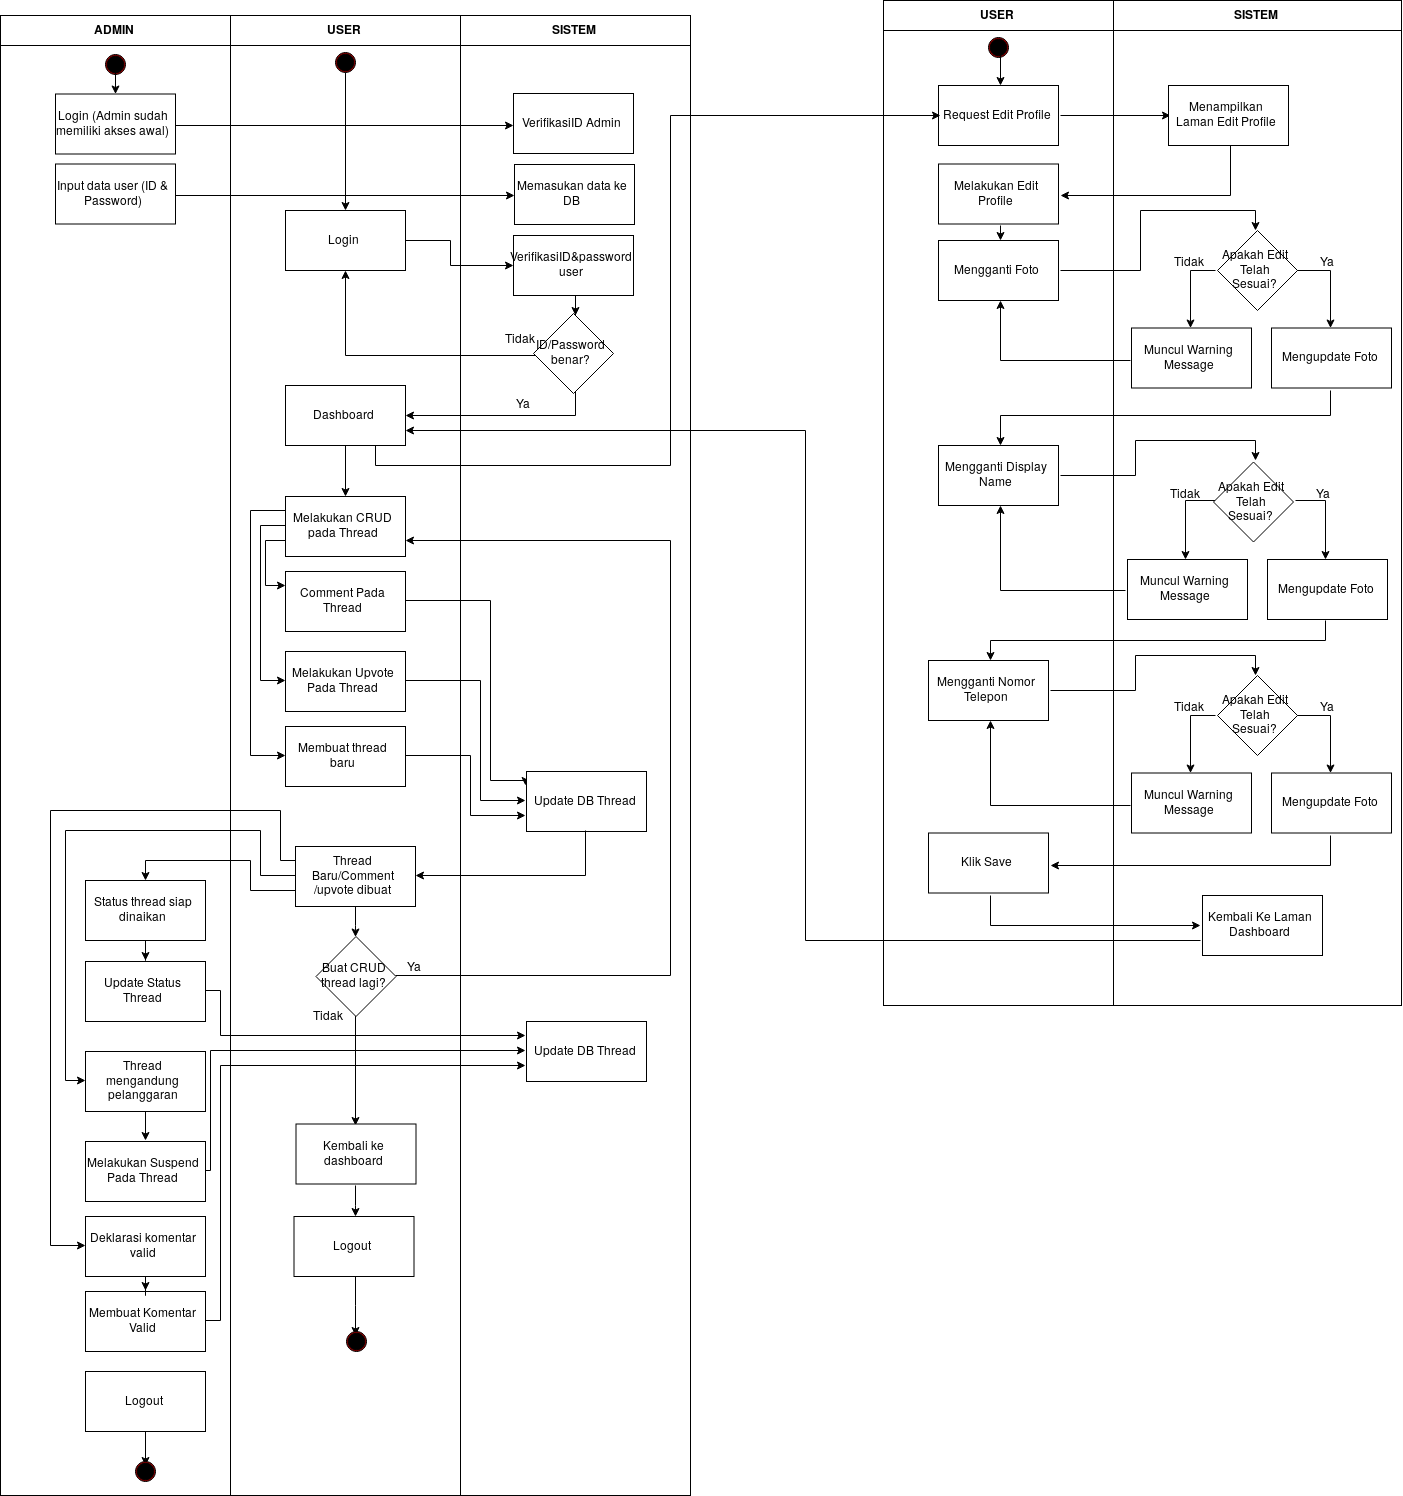 ADMIN
USER
SISTEM
Login (Admin sudah
memiliki akses awal)
VerifikasiID Admin
Input data user (ID &
Password)
Memasukan data ke
DB
Login
VerifikasiID&password
user
Tidak
ID/Password
benar?
Ya
Dashboard
Melakukan CRUD
pada Thread
Comment Pada
Thread
Melakukan Upvote
Pada Thread
Membuat thread
baru
Update DB Thread
Thread
Baru/Comment
/upvote dibuat
Status thread siap
dinaikan
Buat CRUD
thread lagi?
Ya
Tidak
Update Status
Thread
Update DB Thread
Thread
mengandung
pelanggaran
Melakukan Suspend
Pada Thread
Kembali ke
dashboard
Deklarasi komentar
valid
Logout
Membuat Komentar
Valid
Logout
USER
SISTEM
Request Edit Profile
Menampilkan
Laman Edit Profile
Melakukan Edit
Profile
Mengganti Foto
Tidak
Apakah Edit
Telah
Sesuai?
Ya
Muncul Warning
Message
Mengupdate Foto
Mengganti Display
Name
Tidak
Apakah Edit
Telah
Sesuai?
Ya
Muncul Warning
Message
Mengupdate Foto
Mengganti Nomor
Telepon
Tidak
Apakah Edit
Telah
Sesuai?
Ya
Muncul Warning
Message
Mengupdate Foto
Klik Save
Kembali Ke Laman
Dashboard